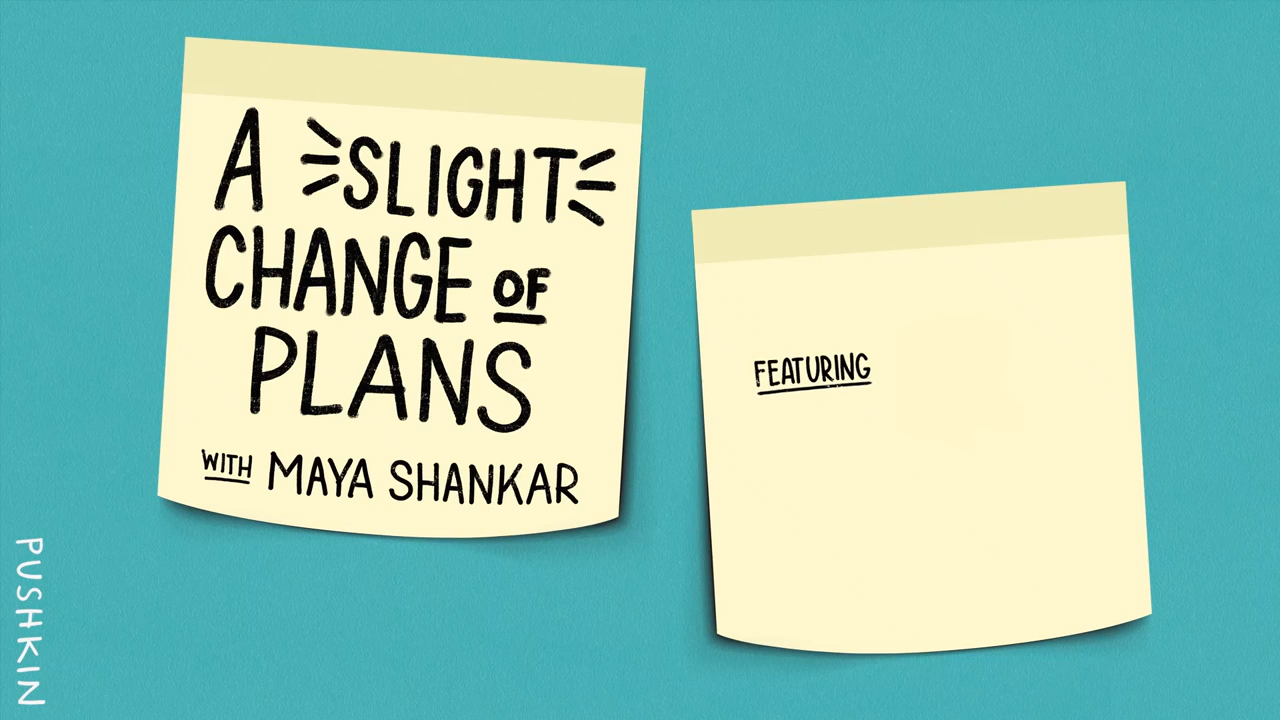 A SLIGHT
CHANGE OF
PLANS
WITH MAYA SHANKAR
FEATURING
PUSHKIN